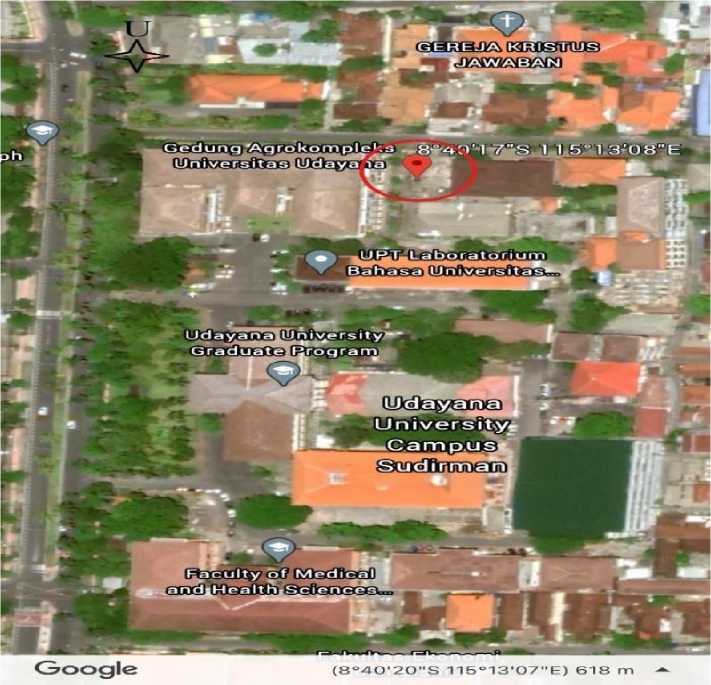 U
GEREJA KRISTUS
JAWABAN
Gedung Agrokompleks
Universitas Udayana
8°40'17"S 115°13'08"E
ph
UPT Laboratorium
Bahasa Universitas...
Udayana University
Graduate Program
Udayana
University
Campus
Sudirman
Faculty of Medical
and Health Sciences...
Fakultas Ekonomi
Google
(8°40'20"S 115°13'07"E) 618 m